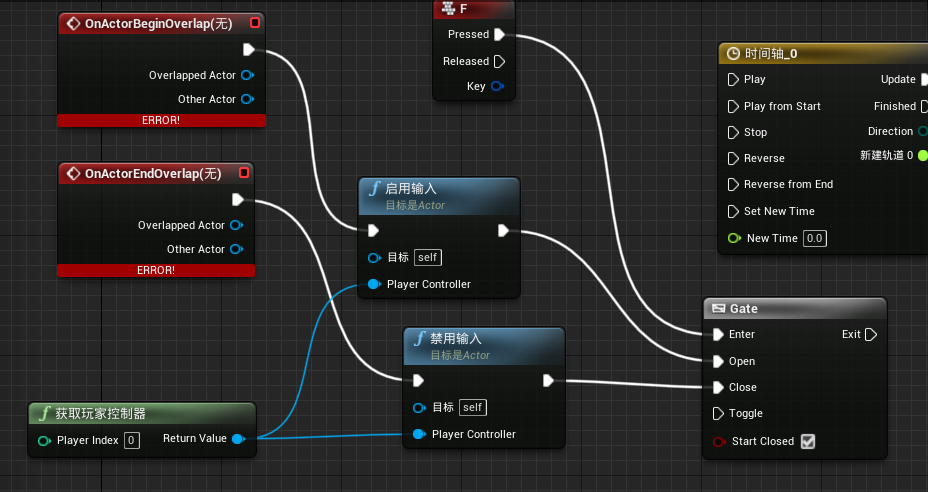 OnActorBeginOverlap(无)
Overlapped Actor
Other Actor
ERROR!
OnActorEndOverlap(无)
Overlapped Actor
Other Actor
ERROR!
获取玩家控制器
Player Index 0
Return Value
F
Pressed
Released
Key
启用输入
目标是Actor
目标 self
Player Controller
禁用输入
目标是Actor
目标 self
Player Controller
时间轴_0
Play
Update
Play from Start
Finished
Stop
Direction
Reverse
新建轨道 0
Reverse from End
Set New Time
New Time 0.0
Gate
Enter
Exit
Open
Close
Toggle
Start Closed